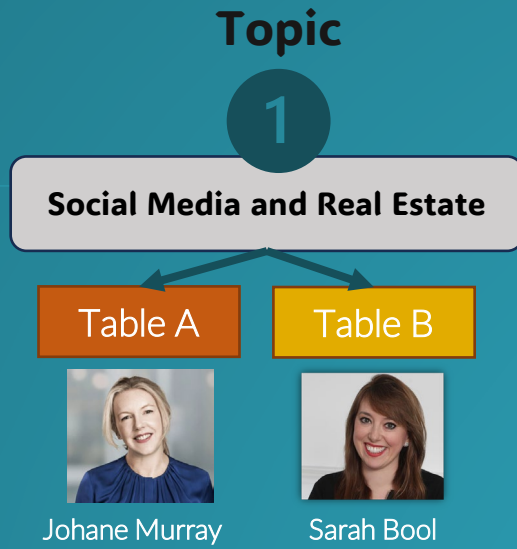 Topic
1
Social Media and Real Estate
Table A
Table B
Johane Murray
Sarah Bool